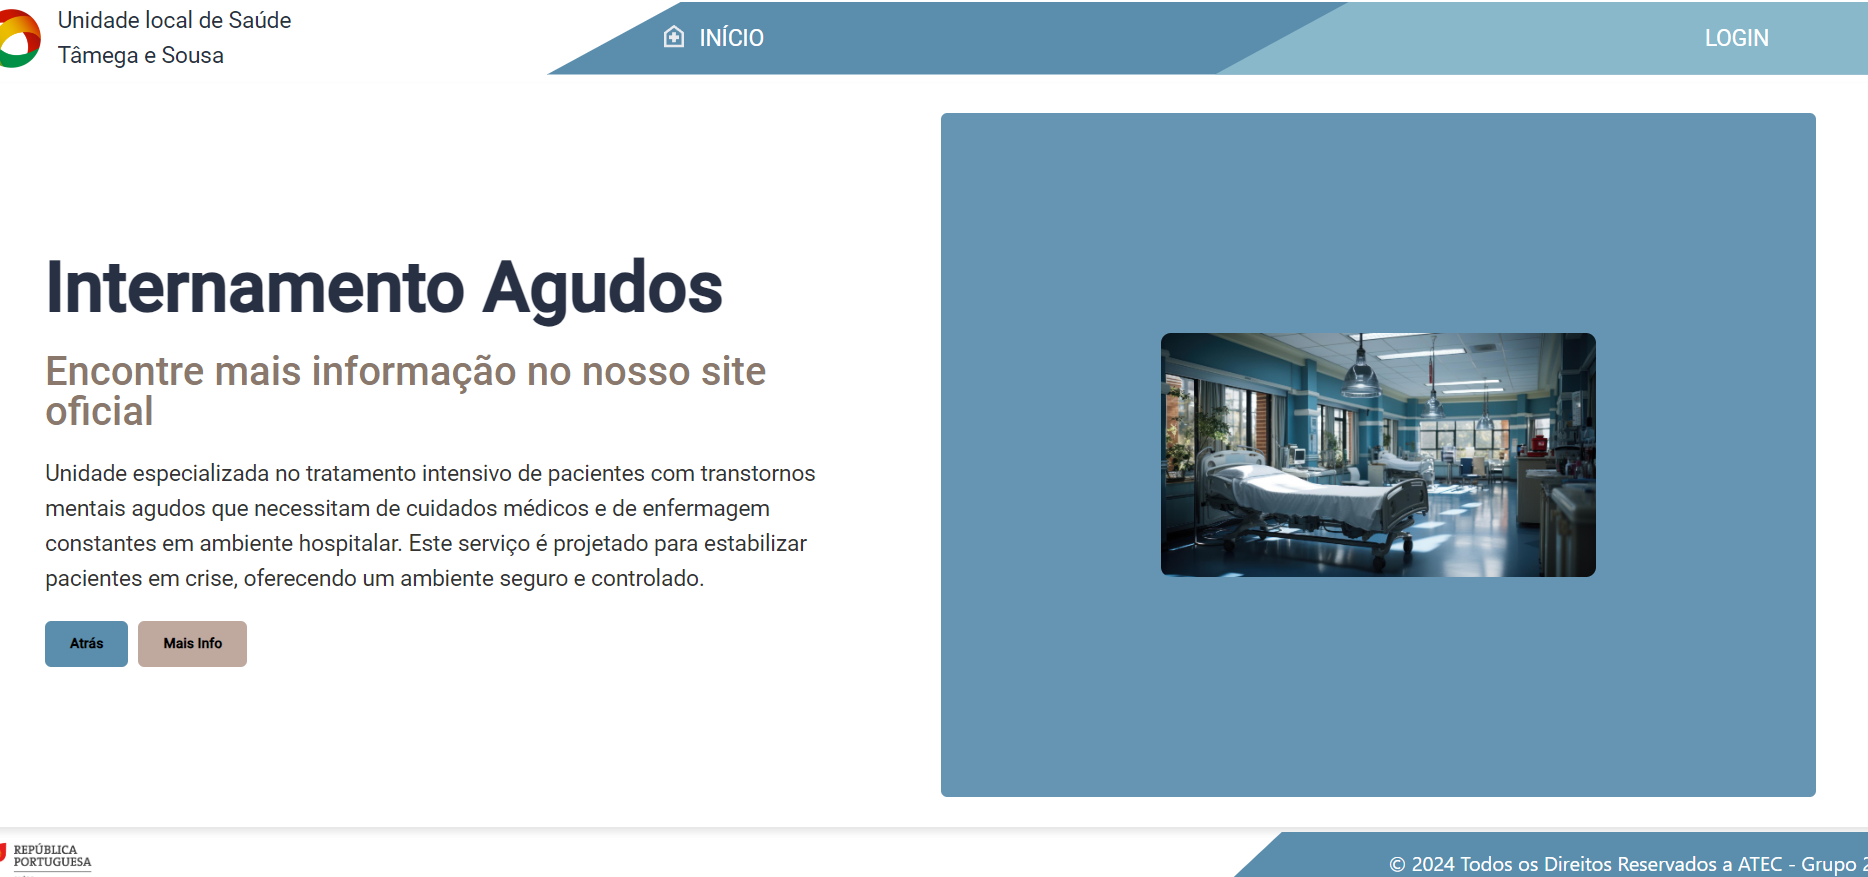 Unidade local de Saúde
Tâmega e Sousa
INÍCIO
LOGIN
Internamento Agudos
Encontre mais informação no nosso site
oficial
Unidade especializada no tratamento intensivo de pacientes com transtornos
mentais agudos que necessitam de cuidados médicos e de enfermagem
constantes em ambiente hospitalar. Este serviço é projetado para estabilizar
pacientes em crise, oferecendo um ambiente seguro e controlado.
Atrás
Mais Info
REPÚBLICA
PORTUGUESA
© 2024 Todos os Direitos Reservados a ATEC - Grupo 2